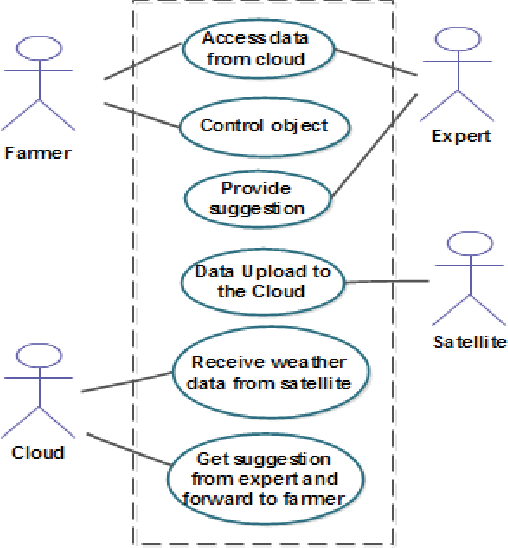 Access data
from cloud
Farmer
Control object
Expert
Provide
suggestion
Data Upload to
the Cloud
Satellite
Receive weather
data from satellite
Cloud
Get suggestion
from expert and
forward to farmer